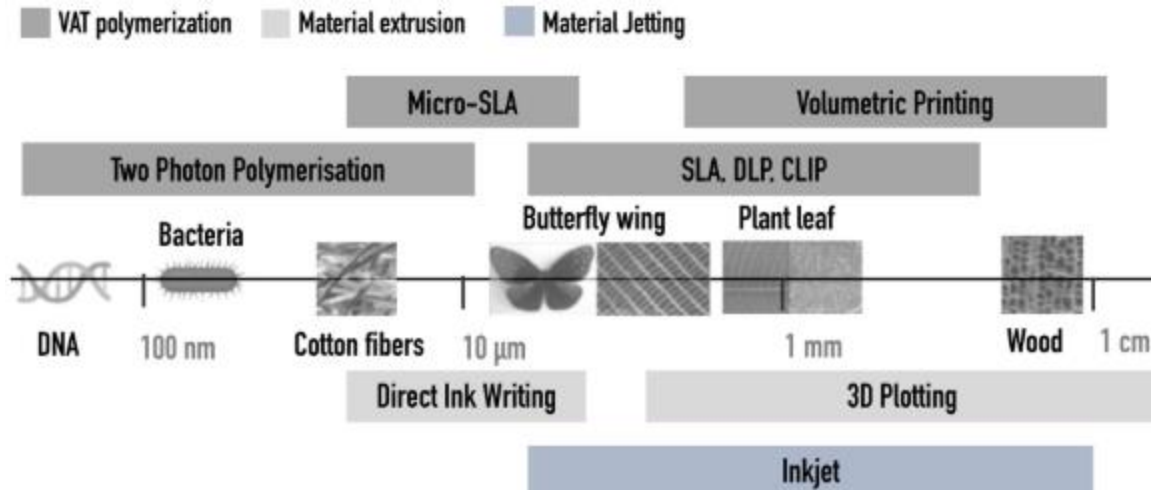 VAT polymerization
Material extrusion
Material Jetting
Micro-SLA
Volumetric Printing
Two Photon Polymerisation
SLA, DLP, CLIP
Bacteria
Butterfly wing
Plant leaf
DNA
100 nm
Cotton fibers
10 µm
1 mm
Wood
1 cm
Direct Ink Writing
3D Plotting
Inkjet